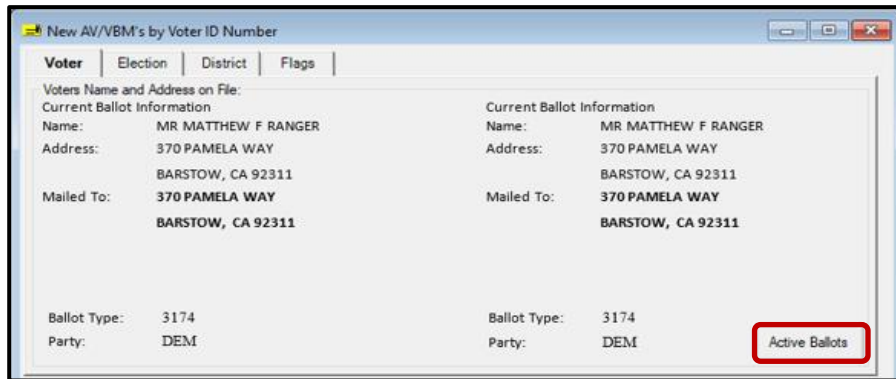 New AV/VBM's by Voter ID Number
Voter Election District Flags
Voters Name and Address on File:
Current Ballot Information Current Ballot Information
Name: MR MATTHEW F RANGER Name: MR MATTHEW F RANGER
Address: 370 PAMELA WAY Address: 370 PAMELA WAY
BARSTOW, CA 92311 BARSTOW, CA 92311
Mailed To: 370 PAMELA WAY Mailed To: 370 PAMELA WAY
BARSTOW, CA 92311 BARSTOW, CA 92311
Ballot Type: 3174 Ballot Type: 3174
Party: DEM Party: DEM Active Ballots